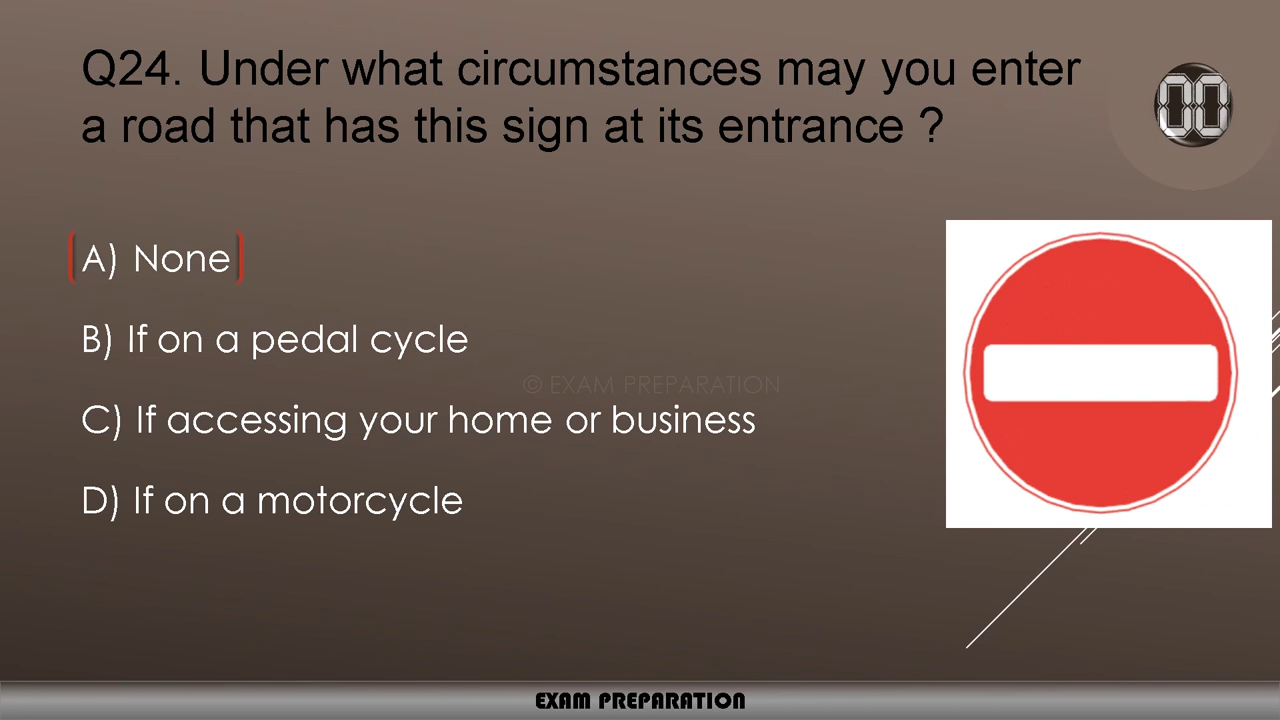 Q24. Under what circumstances may you enter
a road that has this sign at its entrance ?
00
A) None
B) If on a pedal cycle
© EXAM PREPARATION
C) If accessing your home or business
D) If on a motorcycle
EXAM PREPARATION